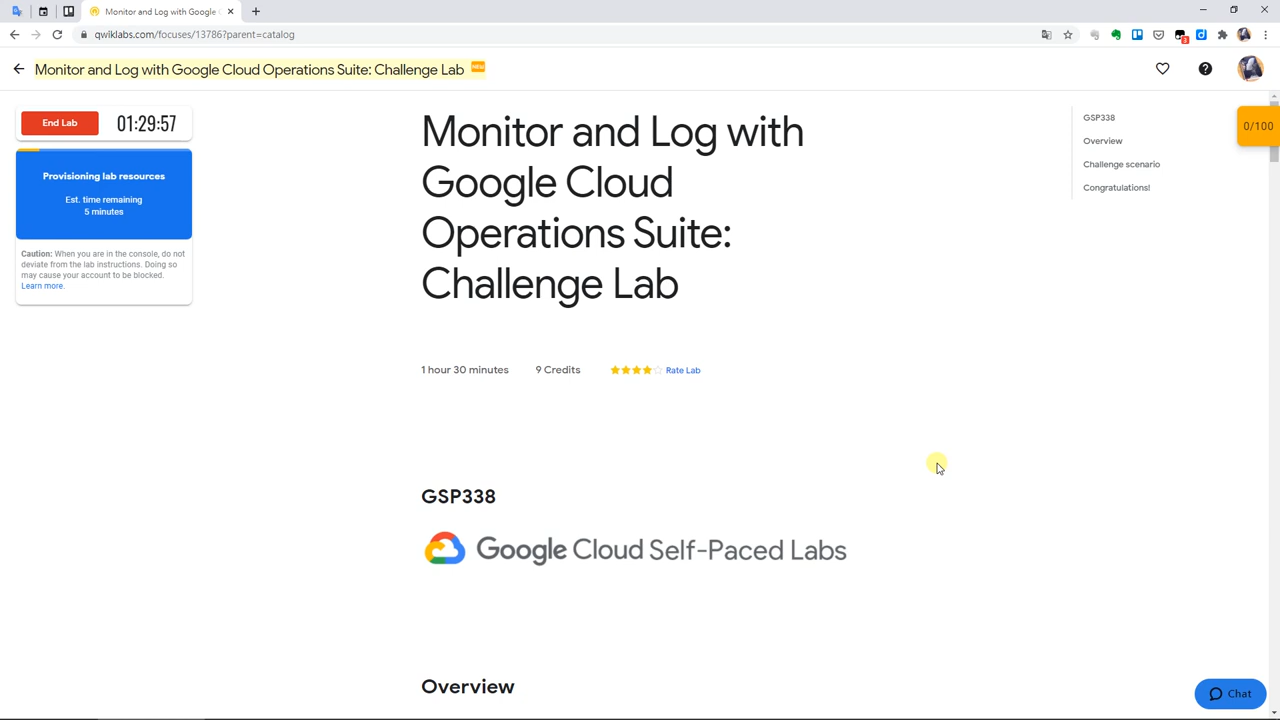 Monitor and Log with Google C
qwiklabs.com/focuses/13786?parent=catalog
3
Monitor and Log with Google Cloud Operations Suite: Challenge Lab NEW
End Lab
01:29:57
Provisioning lab resources
Est. time remaining
5 minutes
Caution: When you are in the console, do not
deviate from the lab instructions. Doing so
may cause your account to be blocked.
Learn more.
Monitor and Log with
Google Cloud
Operations Suite:
Challenge Lab
1 hour 30 minutes
9 Credits
Rate Lab
GSP338
Google Cloud Self-Paced Labs
Overview
GSP338
Overview
Challenge scenario
Congratulations!
0/100
Chat